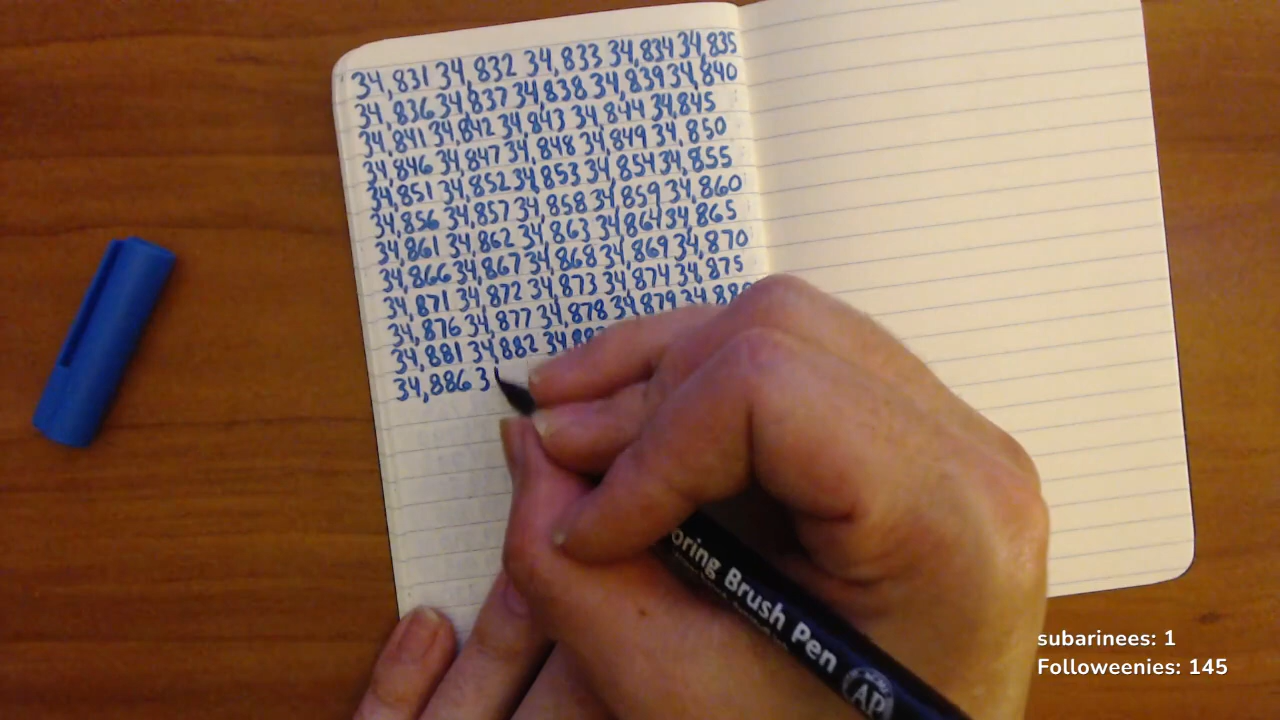 34,831 34,832 34,833 34,834 34,835
34,836 34,837 34,838 34,839 34,840
34,841 34,842 34,843 34,844 34,845
34,846 34,847 34,848 34,849 34,850
34,851 34,852 34,853 34,854 34,855
34,856 34,857 34,858 34,859 34,860
34,861 34,862 34,863 34,864 34,865
34,866 34,867 34,868 34,869 34,870
34,871 34,872 34,873 34,874 34,875
34,876 34,877 34,878 34,879 34,880
34,881 34,882
34,886 3
oring Brush Pen
AP
subarinees: 1
Followeenies: 145